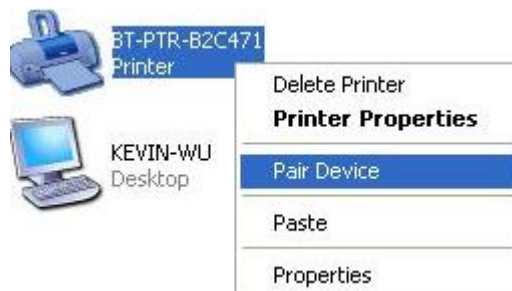 BT-PTR-B2C471
Printer
KEVIN-WU
Desktop
Delete Printer
Printer Properties
Pair Device
Paste
Properties